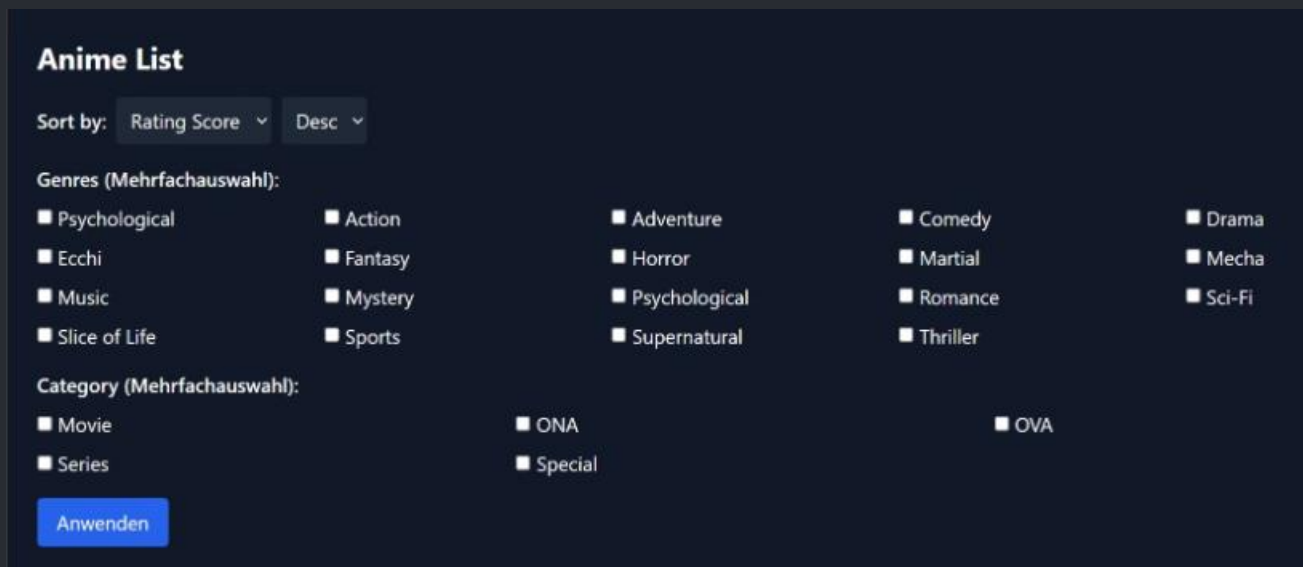 Anime List
Sort by: Rating Score Desc
Genres (Mehrfachauswahl):
Psychological Action Adventure Comedy Drama
Ecchi Fantasy Horror Martial Mecha
Music Mystery Psychological Romance Sci-Fi
Slice of Life Sports Supernatural Thriller
Category (Mehrfachauswahl):
Movie ONA OVA
Series Special
Anwenden